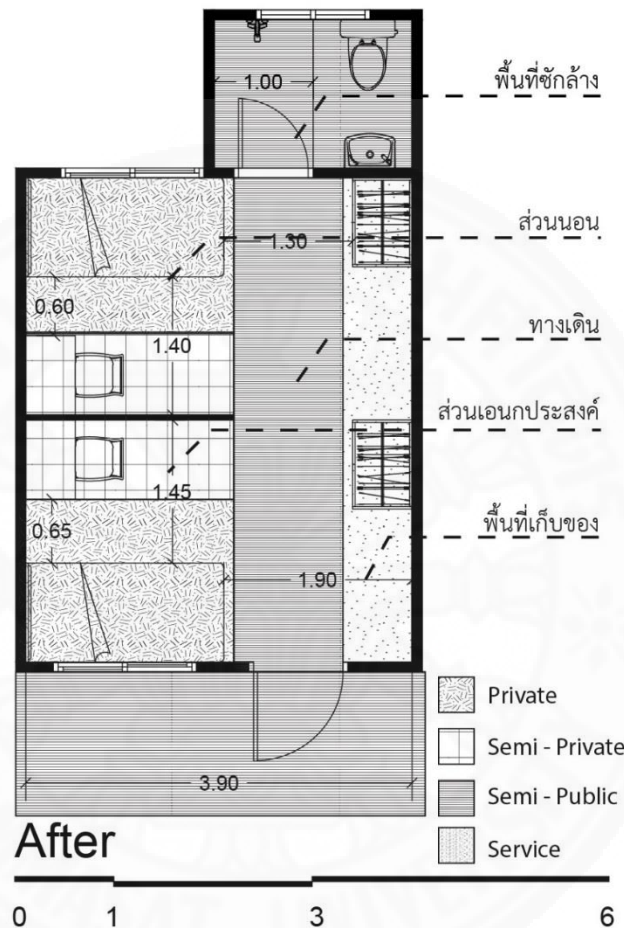 1.00
พื้นที่ซักล้าง
ส่วนนอน
1.30
0.60
ทางเดิน
1.40
ส่วนเอนกประสงค์
1.45
0.65
พื้นที่เก็บของ
1.90
Private
Semi - Private
3.90
Semi - Public
After
Service
0 1 3 6